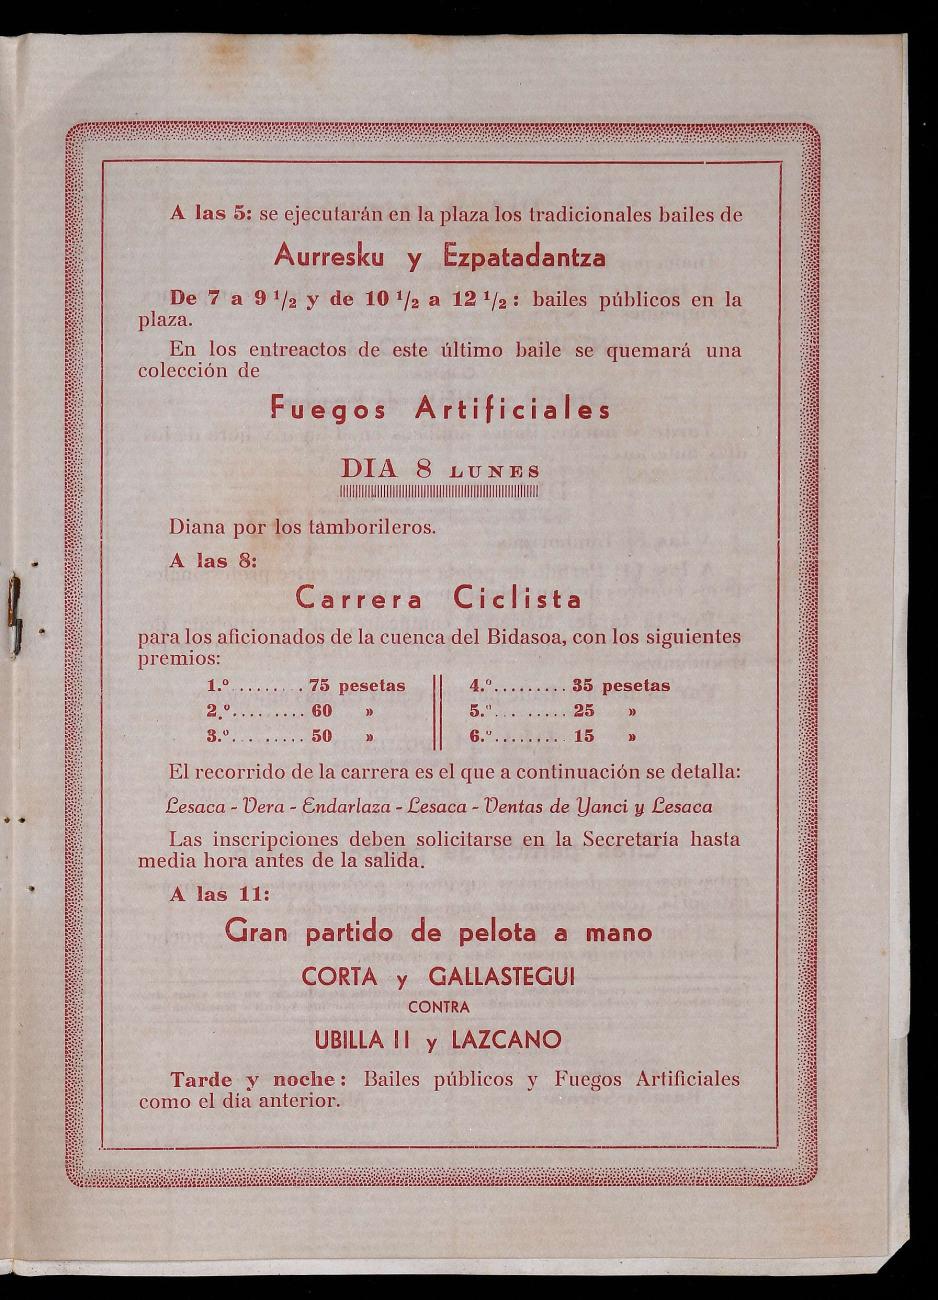 A las 5: se ejecutarán en la plaza los tradicionales bailes de
Aurresku y Ezpatadantza
De 7 a 9 1/2 y de 10 1/2 a 12 1/2: bailes públicos en la
plaza.
En los entreactos de este último baile se quemará una
colección de
Fuegos Artificiales
DIA 8 LUNES
Diana por los tamborileros.
A las 8:
Carrera Ciclista
para los aficionados de la cuenca del Bidasoa, con los siguientes
premios:
1.º ........ 75 pesetas 4.º ......... 35 pesetas
2.º ......... 60 » 5.º ......... 25 »
3.º ......... 50 » 6.º ......... 15 »
El recorrido de la carrera es el que a continuación se detalla:
Lesaca - Vera - Endarlaza - Lesaca - Ventas de Yanci y Lesaca
Las inscripciones deben solicitarse en la Secretaría hasta
media hora antes de la salida.
A las 11:
Gran partido de pelota a mano
CORTA y GALLASTEGUI
CONTRA
UBILLA II y LAZCANO
Tarde y noche: Bailes públicos y Fuegos Artificiales
como el día anterior.